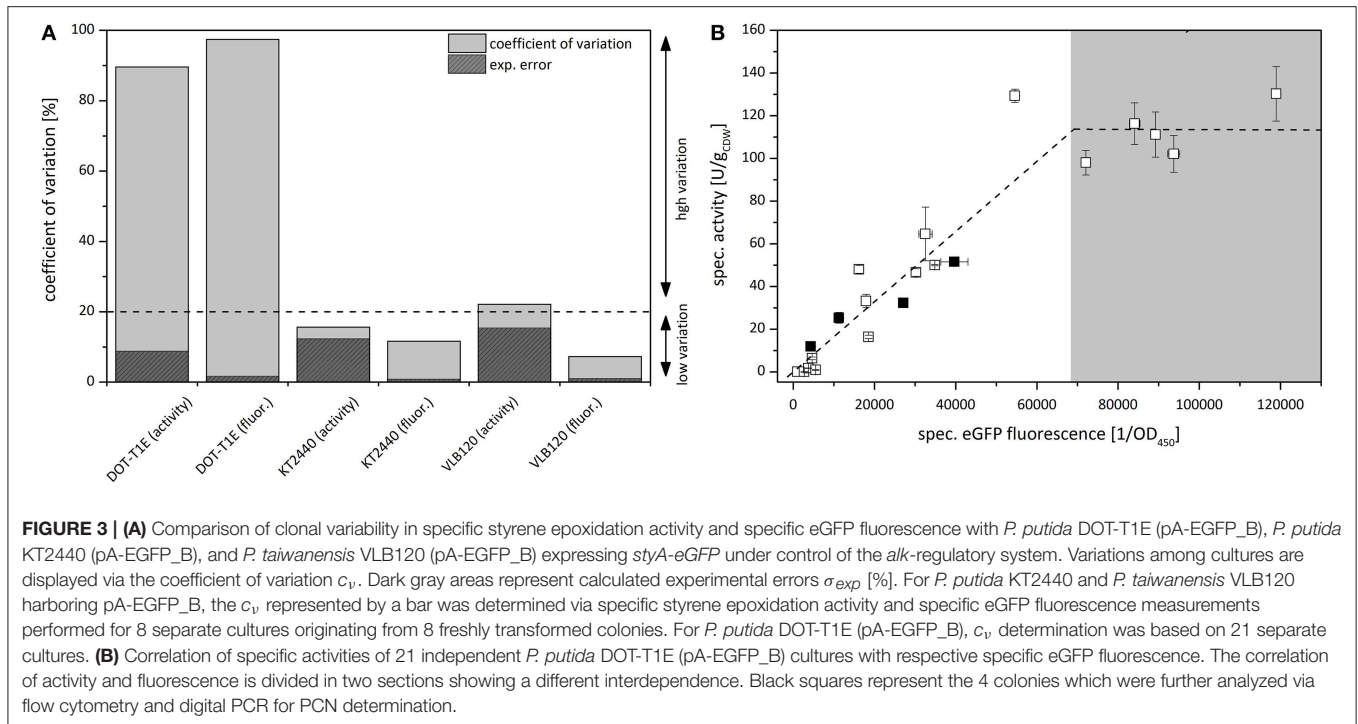 A
100
80
60
40
20
0
coefficient of variation [%]
coefficient of variation
exp. error
hgh variation
low variation
DOT-T1E (activity)
DOT-T1E (fluor.)
KT2440 (activity)
KT2440 (fluor.)
VLB120 (activity)
VLB120 (fluor.)
B
160
140
120
100
80
60
40
20
0
spec. actvity [U/g_CDW]
0 20000 40000 60000 80000 100000 120000
spec. eGFP fluorescence [1/OD_450]
FIGURE 3 | (A) Comparison of clonal variability in specific styrene epoxidation activity and specific eGFP fluorescence with P. putida DOT-T1E (pA-EGFP_B), P. putida
KT2440 (pA-EGFP_B), and P. taiwanensis VLB120 (pA-EGFP_B) expressing styA-eGFP under control of the alk-regulatory system. Variations among cultures are
displayed via the coefficient of variation cν. Dark gray areas represent calculated experimental errors σexp [%]. For P. putida KT2440 and P. taiwanensis VLB120
harboring pA-EGFP_B, the cν represented by a bar was determined via specific styrene epoxidation activity and specific eGFP fluorescence measurements
performed for 8 separate cultures originating from 8 freshly transformed colonies. For P. putida DOT-T1E (pA-EGFP_B), cν determination was based on 21 separate
cultures. (B) Correlation of specific activities of 21 independent P. putida DOT-T1E (pA-EGFP_B) cultures with respective specific eGFP fluorescence. The correlation
of activity and fluorescence is divided in two sections showing a different interdependence. Black squares represent the 4 colonies which were further analyzed via
flow cytometry and digital PCR for PCN determination.